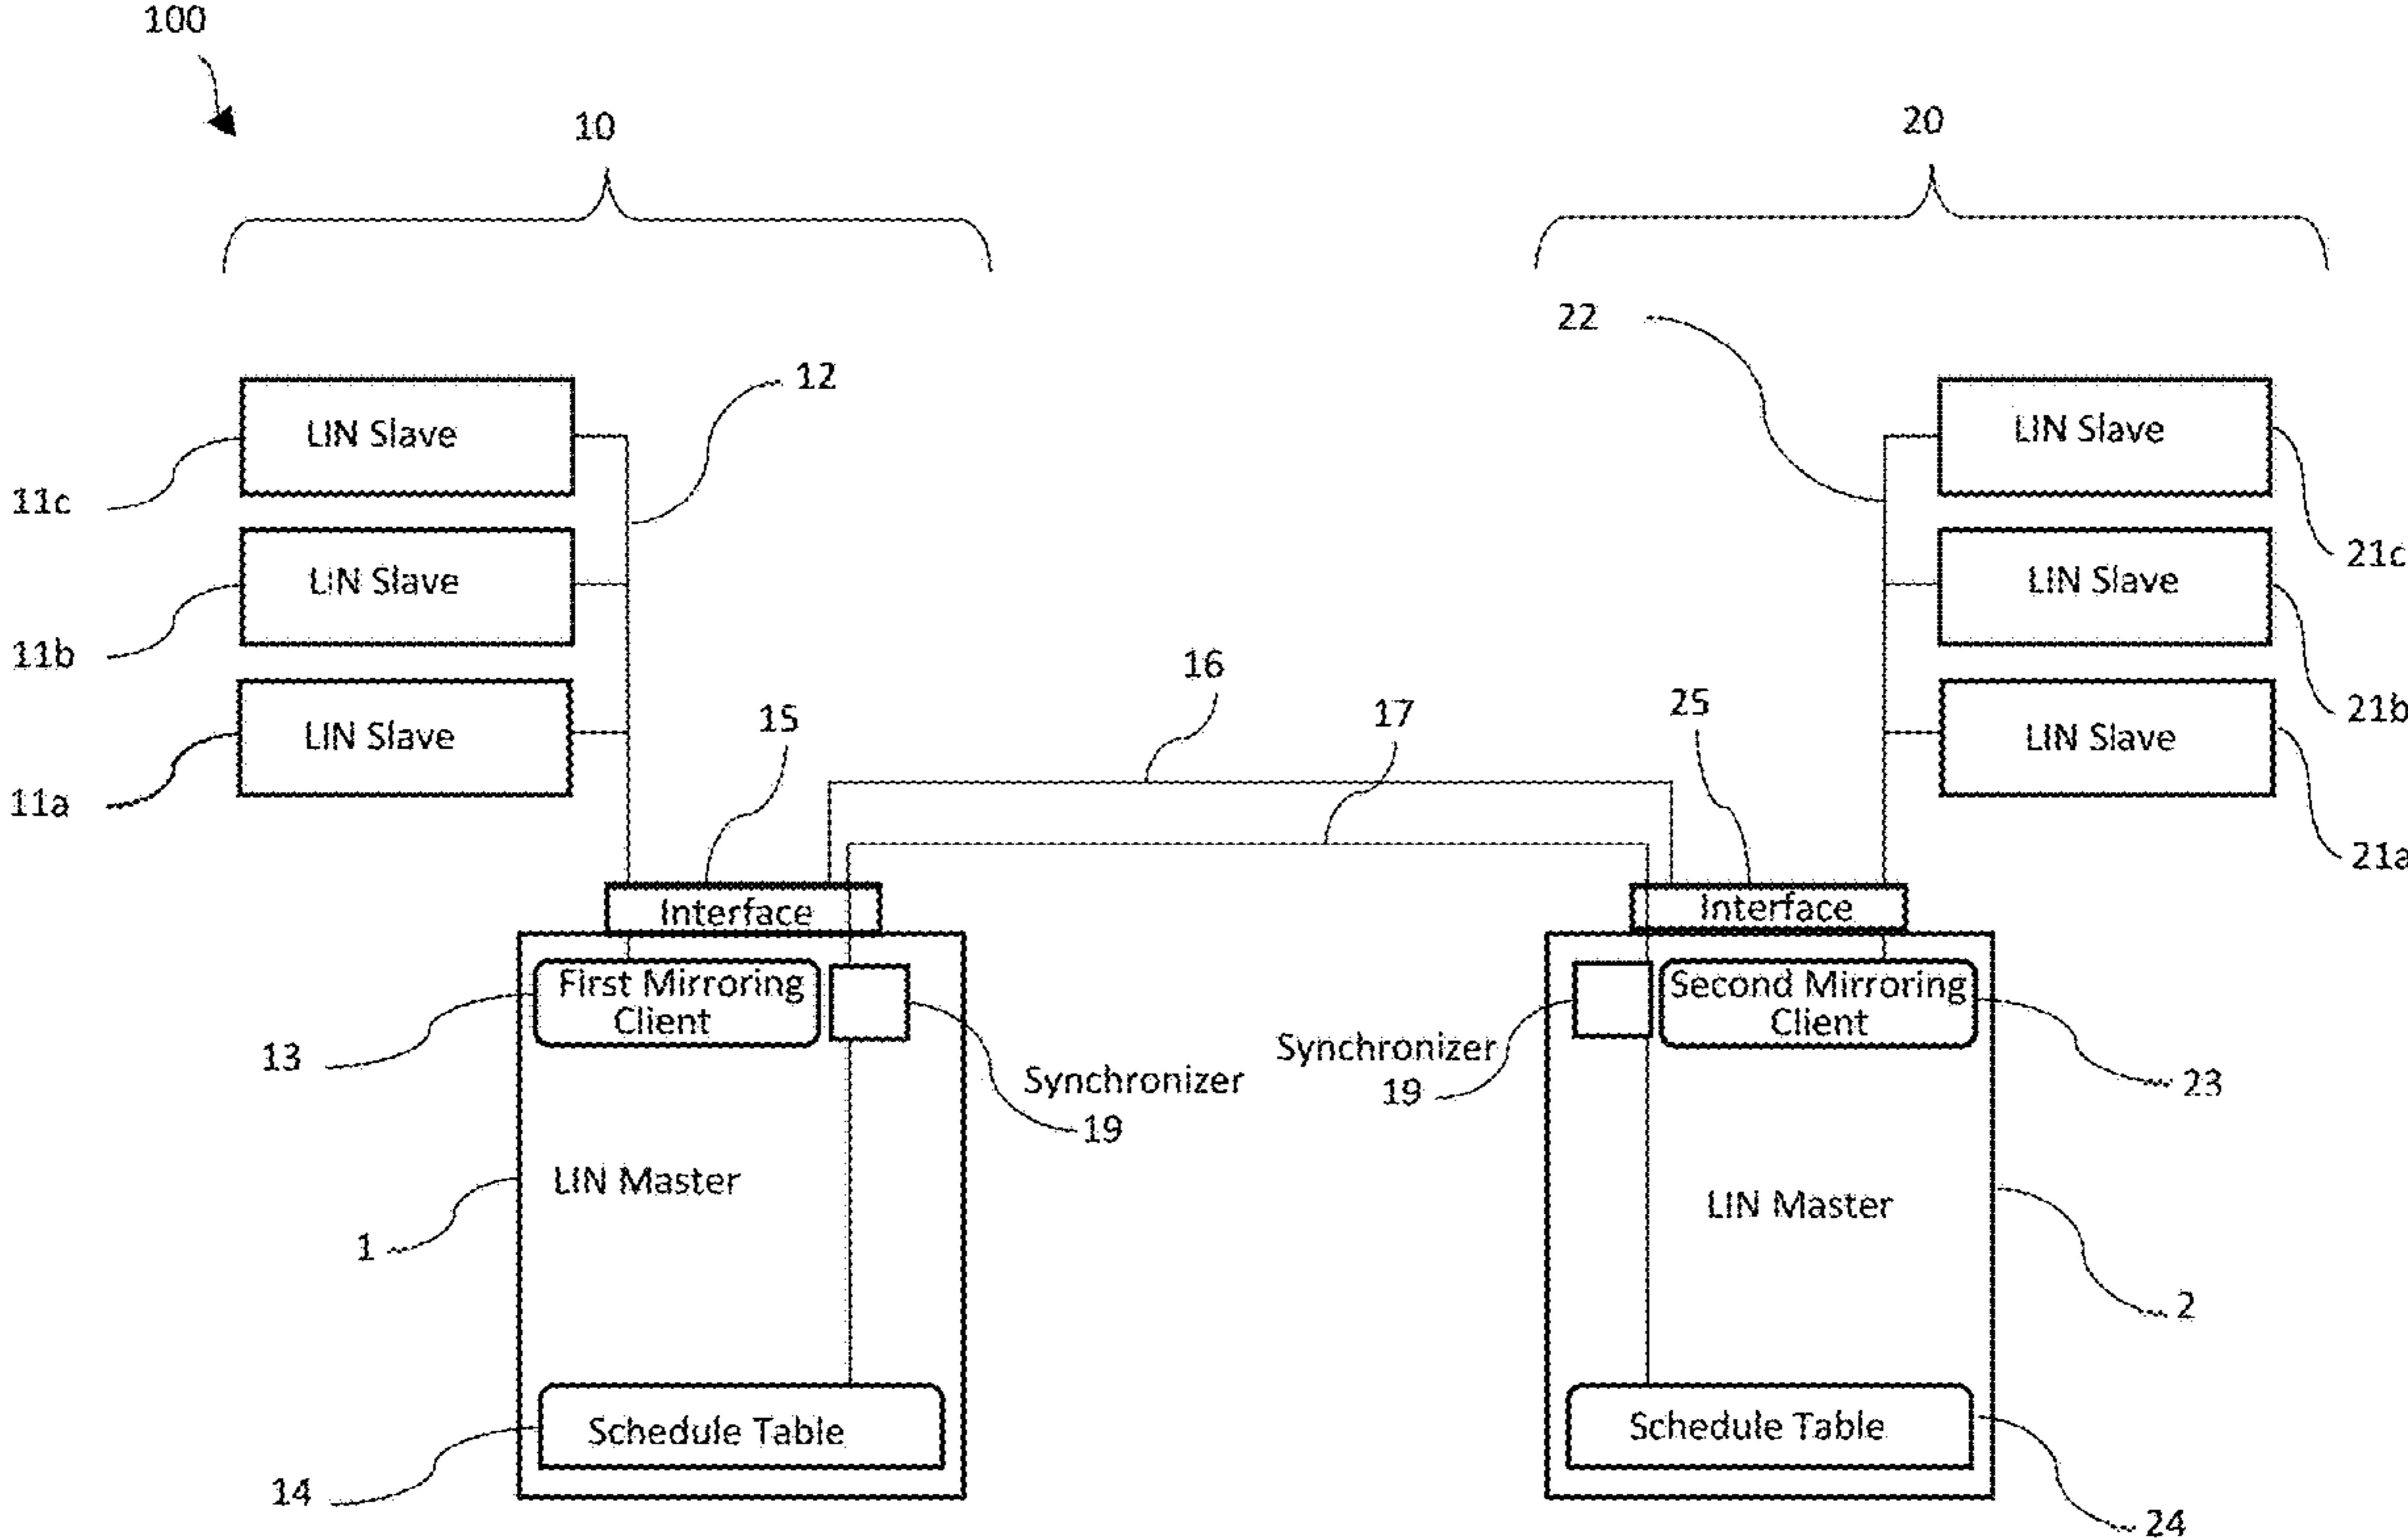 100
10
20
22
12
LIN Slave
LIN Slave
11c
21c
LIN Slave
LIN Slave
11b
16
21b
15
17
25
LIN Slave
LIN Slave
11a
21a
Interface
Interface
First Mirroring
Client
Second Mirroring
Client
13
Synchronizer
19
Synchronizer
19
23
LIN Master
LIN Master
1
2
Schedule Table
Schedule Table
14
24